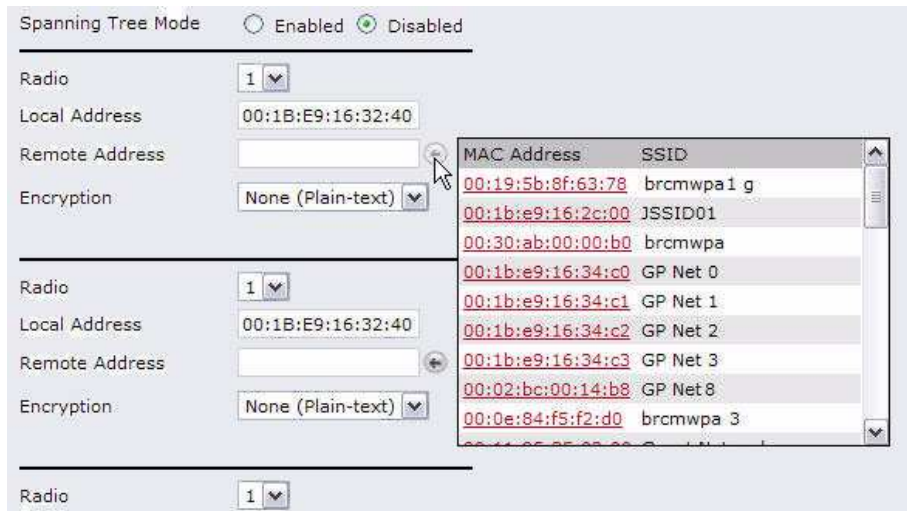 Spanning Tree Mode Enabled Disabled
Radio 1
Local Address 00:1B:E9:16:32:40
Remote Address
Encryption None (Plain-text)
MAC Address SSID
00:19:5b:8f:63:78 brcmwpa1 g
00:1b:e9:16:2c:00 JSSID01
00:30:ab:00:00:b0 brcmwpa
00:1b:e9:16:34:c0 GP Net 0
00:1b:e9:16:34:c1 GP Net 1
00:1b:e9:16:34:c2 GP Net 2
00:1b:e9:16:34:c3 GP Net 3
00:02:bc:00:14:b8 GP Net 8
00:0e:84:f5:f2:d0 brcmwpa 3
Radio 1
Local Address 00:1B:E9:16:32:40
Remote Address
Encryption None (Plain-text)
Radio 1